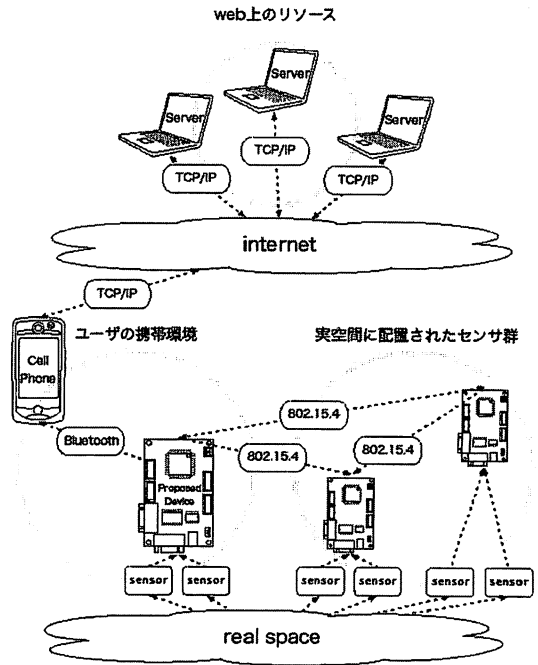 web上のリソース
Server
Server
Server
TCP/IP
TCP/IP
TCP/IP
internet
TCP/IP
ユーザの携帯環境
実空間に配置されたセンサ群
Cell
Phone
802.15.4
Bluetooth
802.15.4
802.15.4
Proposed
Device
sensor
sensor
sensor
sensor
sensor
sensor
real space